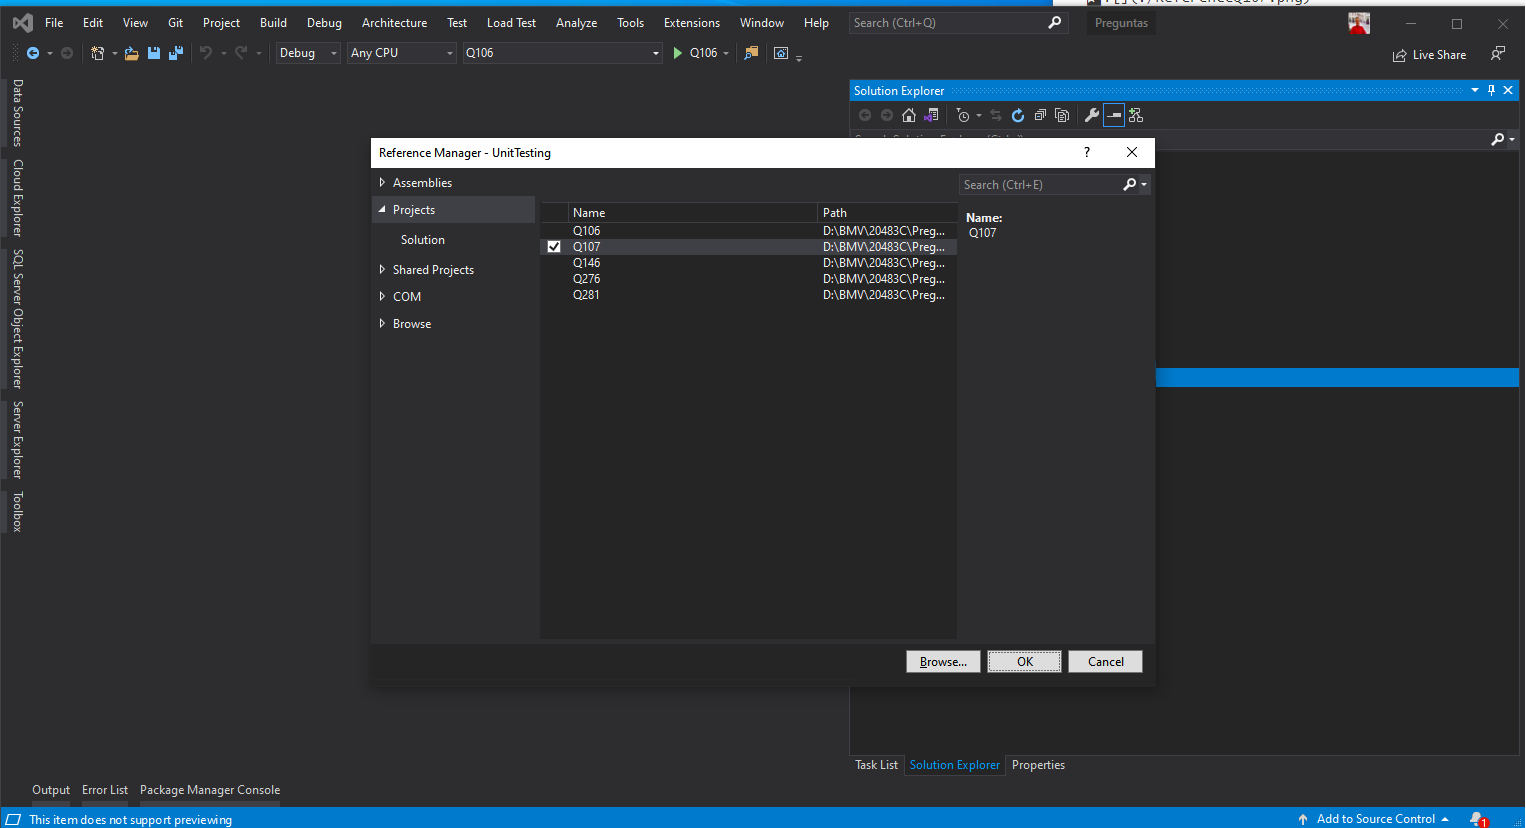 File Edit View Git Project Build Debug Architecture Test Load Test Analyze Tools Extensions Window Help Search (Ctrl+Q) Preguntas
Debug Any CPU Q106 Q106 Live Share
Data Sources
Cloud Explorer
SQL Server Object Explorer
Server Explorer
Toolbox
Solution Explorer
Reference Manager - UnitTesting ?
Assemblies
Projects
Solution
Shared Projects
COM
Browse
Search (Ctrl+E)
Name Path
Q106 D:\BMV\20483C\Preg...
Q107 D:\BMV\20483C\Preg...
Q146 D:\BMV\20483C\Preg...
Q276 D:\BMV\20483C\Preg...
Q281 D:\BMV\20483C\Preg...
Name:
Q107
Browse... OK Cancel
Task List Solution Explorer Properties
Output Error List Package Manager Console
This item does not support previewing Add to Source Control 1